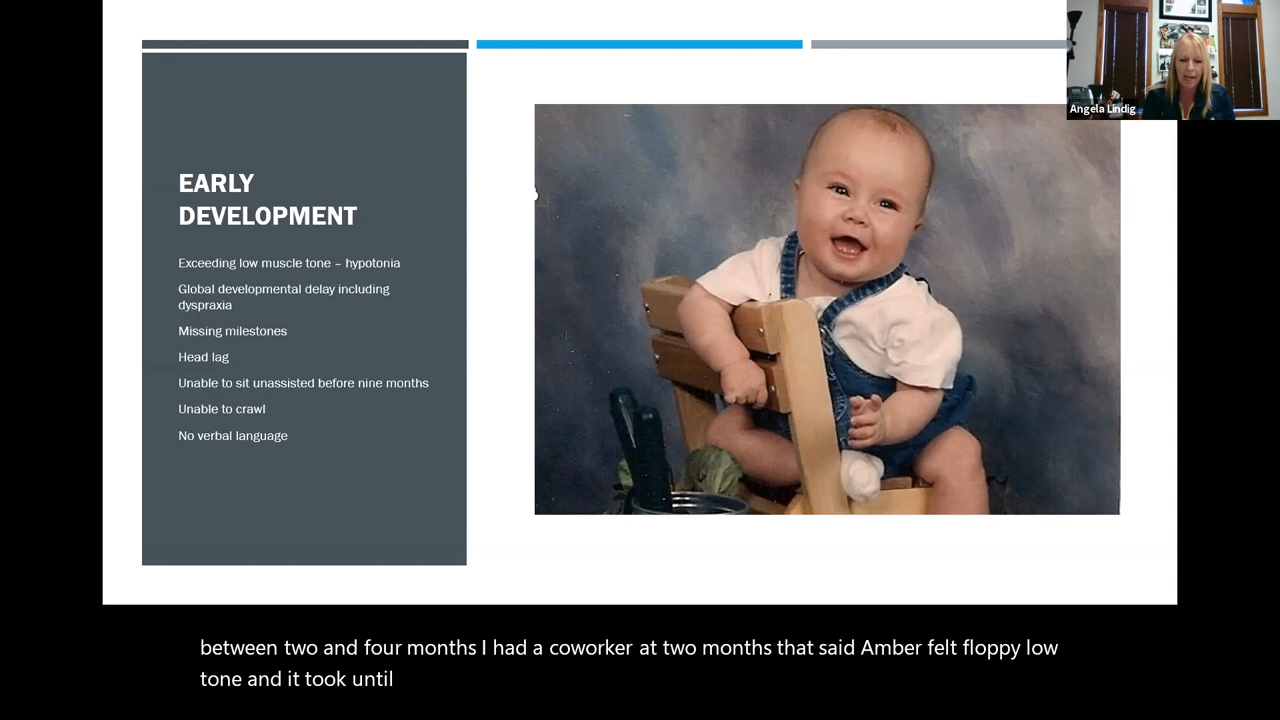 Angela Lindig
EARLY
DEVELOPMENT
Exceeding low muscle tone – hypotonia
Global developmental delay including
dyspraxia
Missing milestones
Head lag
Unable to sit unassisted before nine months
Unable to crawl
No verbal language
between two and four months I had a coworker at two months that said Amber felt floppy low
tone and it took until